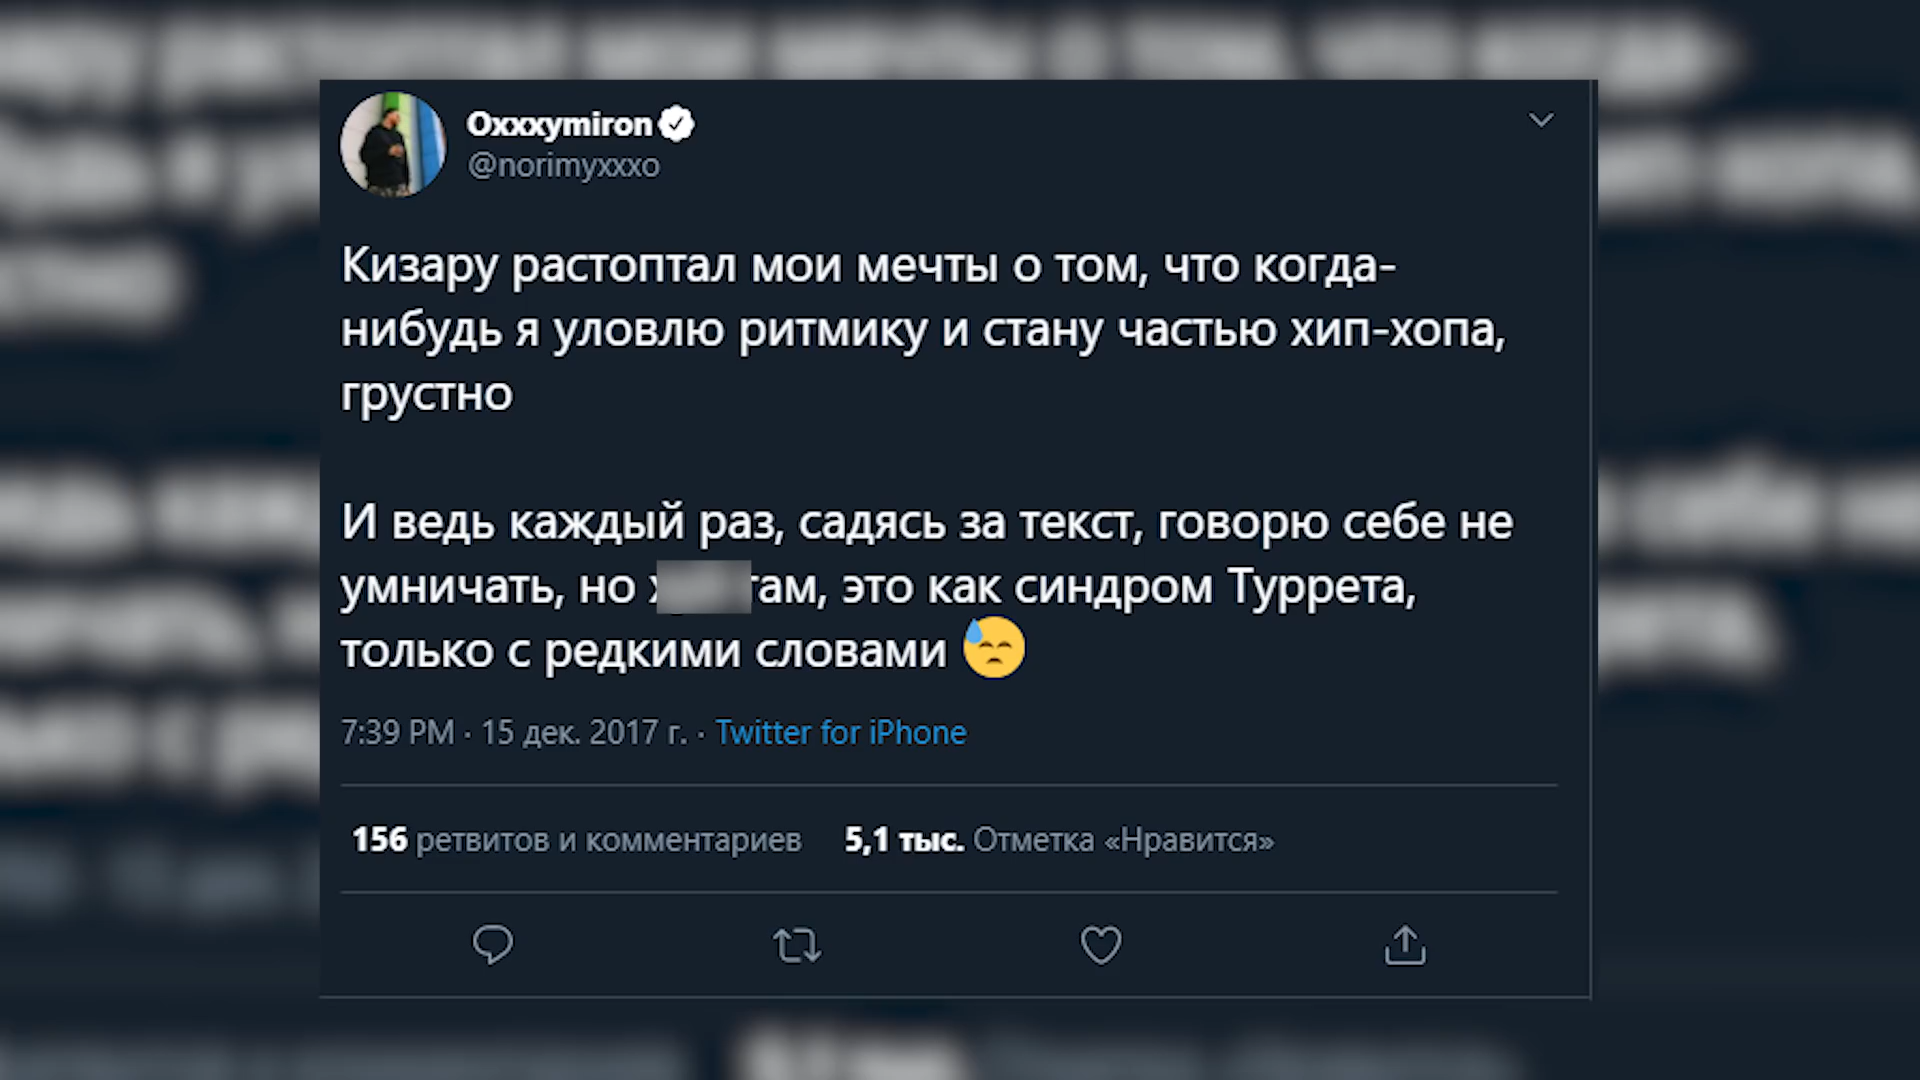 Oxxxymiron
@norimyxxxo
Кизару растоптал мои мечты о том, что когда-
нибудь я уловлю ритмику и стану частью хип-хопа,
грустно
И ведь каждый раз, садясь за текст, говорю себе не
умничать, но там, это как синдром Туррета,
только с редкими словами
7:39 PM · 15 дек. 2017 г. · Twitter for iPhone
156 ретвитов и комментариев 5,1 тыс. Отметка «Нравится»